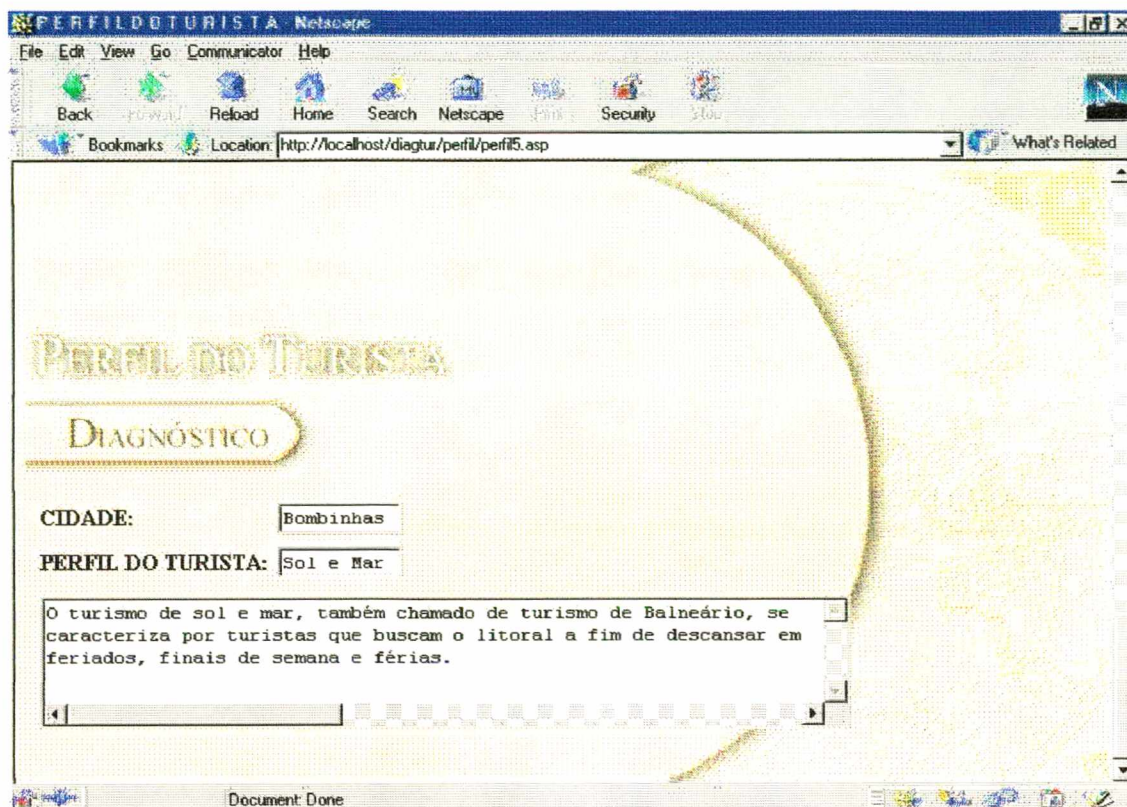 P E R F I L D O T U R I S T A - Netscape
File Edit View Go Communicator Help
Back Forward Reload Home Search Netscape Print Security Stop
Bookmarks Location: http://localhost/diagtur/perfil/perfil5.asp What's Related
PERFIL DO TURISTA
DIAGNÓSTICO
CIDADE: Bombinhas
PERFIL DO TURISTA: Sol e Mar
O turismo de sol e mar, também chamado de turismo de Balneário, se
caracteriza por turistas que buscam o litoral a fim de descansar em
feriados, finais de semana e férias.
Document: Done